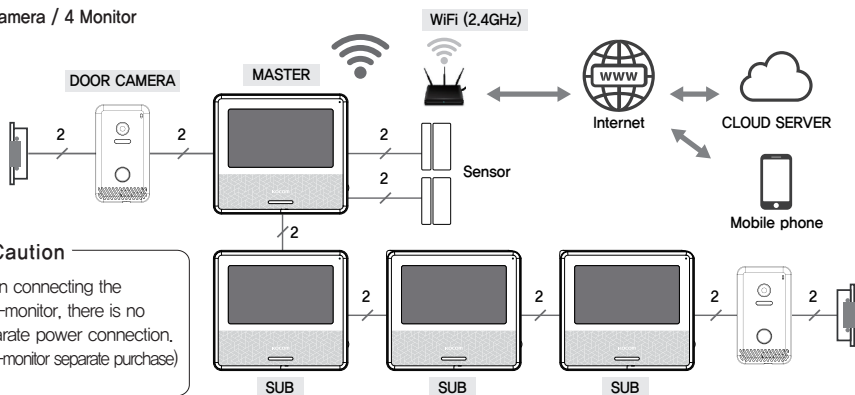 amera / 4 Monitor
WiFi (2.4GHz)
DOOR CAMERA
MASTER
WWW
Internet
CLOUD SERVER
2
2
2
2
Sensor
Mobile phone
2
Caution
n connecting the
-monitor, there is no
arate power connection.
-monitor separate purchase)
2
2
2
2
SUB
SUB
SUB